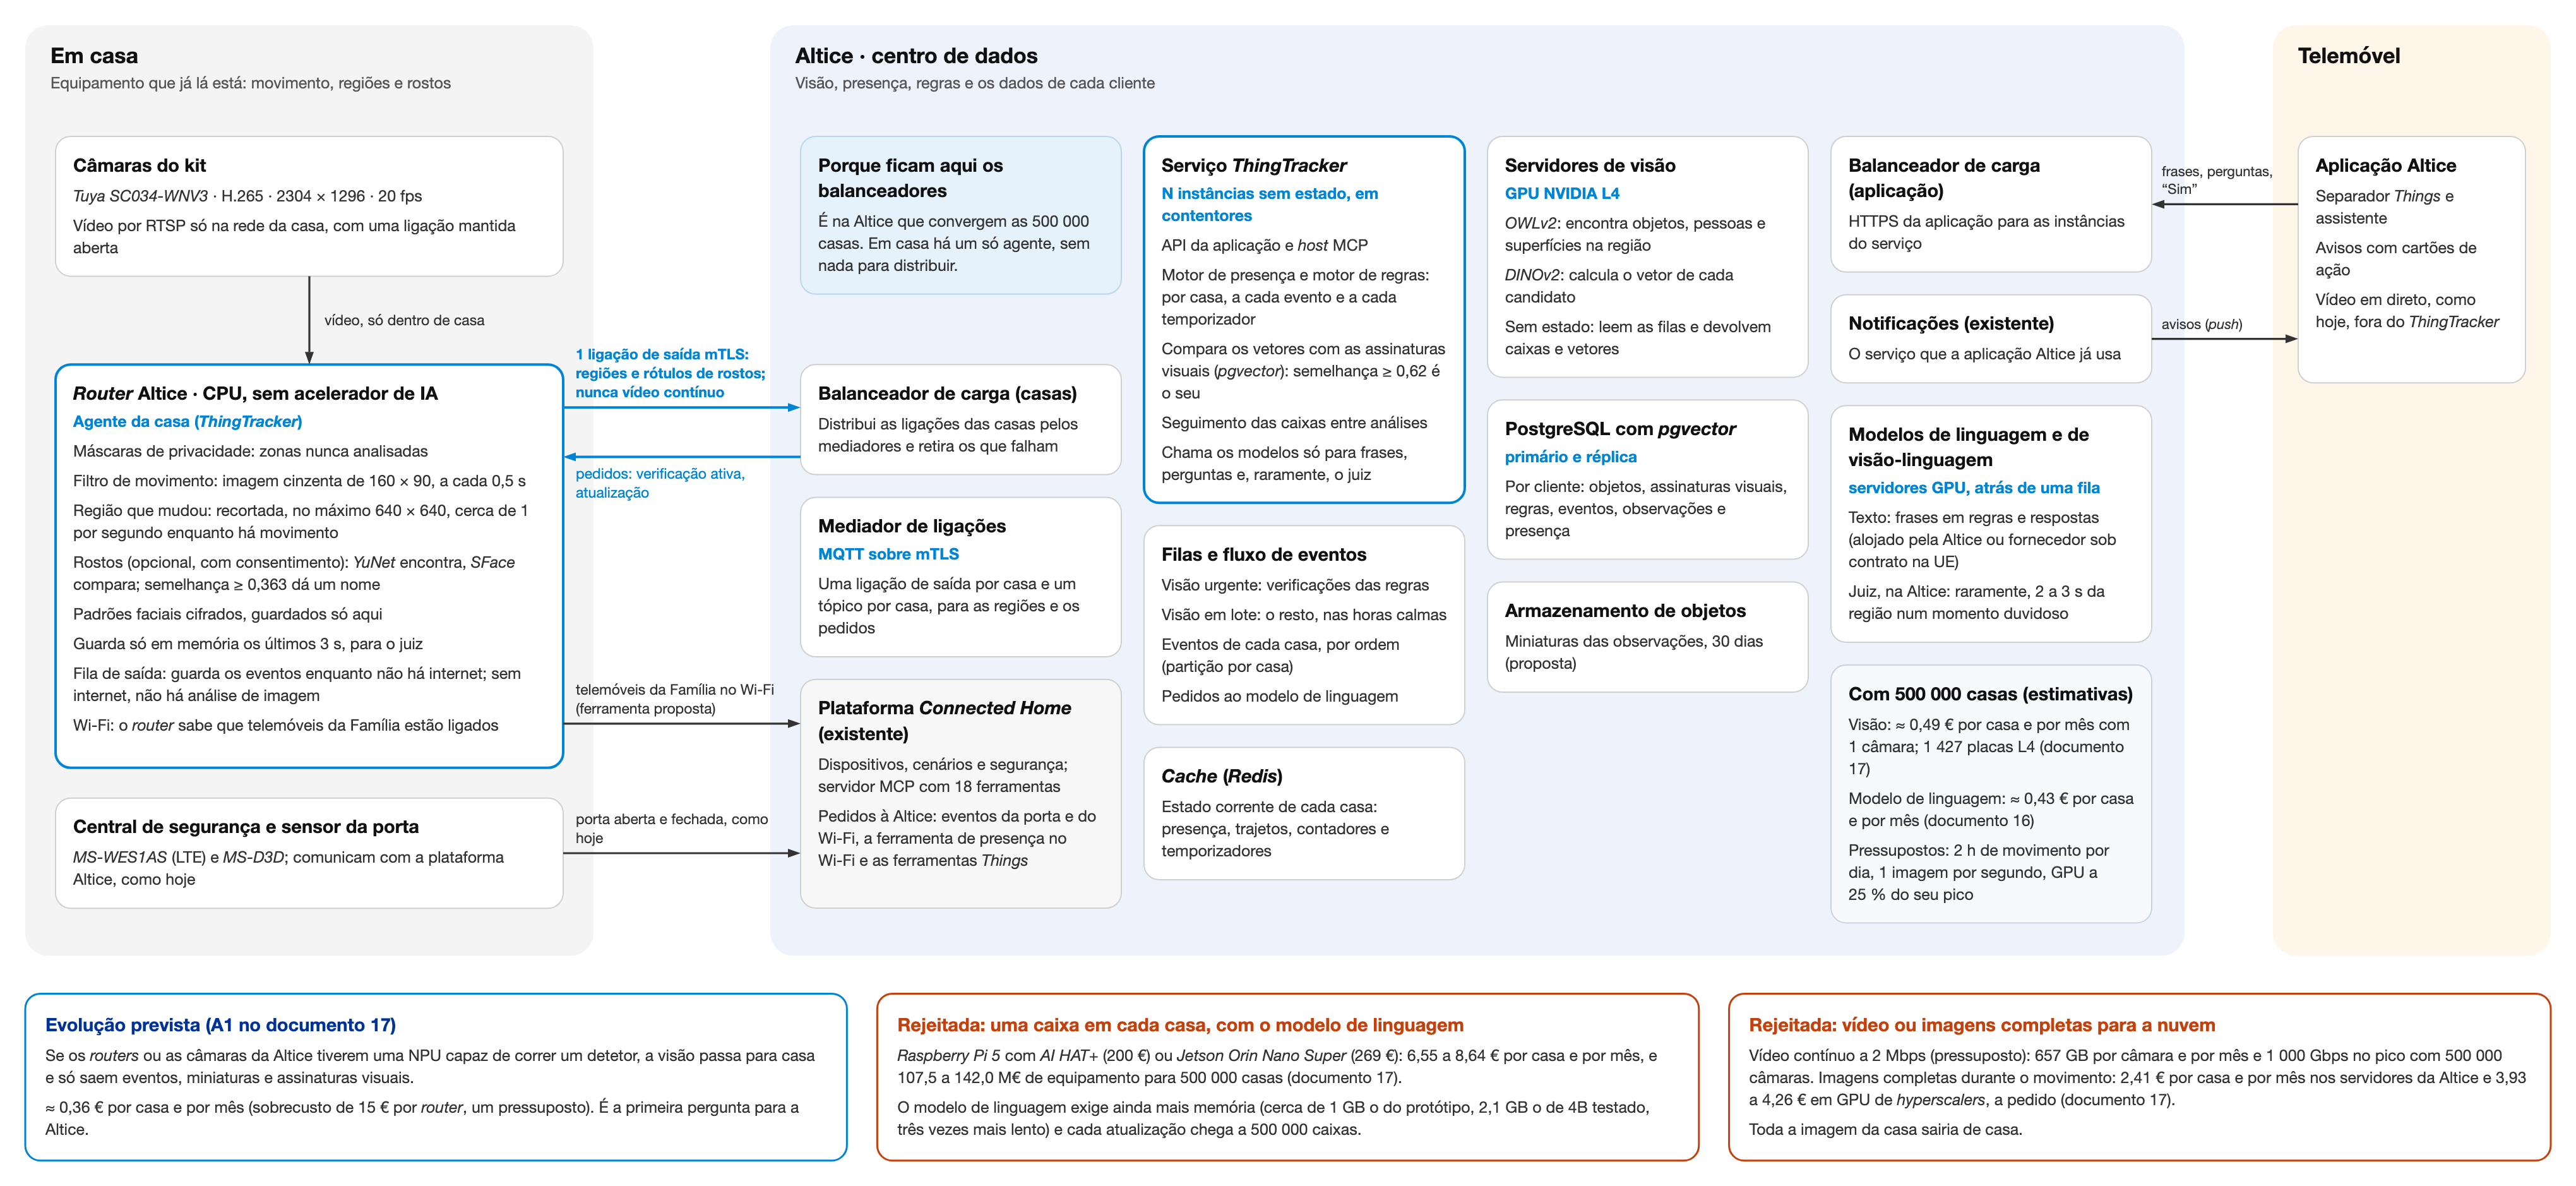 Em casa
Equipamento que já lá está: movimento, regiões e rostos
Câmaras do kit
Tuya SC034-WNV3 · H.265 · 2304 × 1296 · 20 fps
Vídeo por RTSP só na rede da casa, com uma ligação mantida
aberta
vídeo, só dentro de casa
Router Altice · CPU, sem acelerador de IA
Agente da casa (ThingTracker)
Máscaras de privacidade: zonas nunca analisadas
Filtro de movimento: imagem cinzenta de 160 × 90, a cada 0,5 s
Região que mudou: recortada, no máximo 640 × 640, cerca de 1
por segundo enquanto há movimento
Rostos (opcional, com consentimento): YuNet encontra, SFace
compara; semelhança ≥ 0,363 dá um nome
Padrões faciais cifrados, guardados só aqui
Guarda só em memória os últimos 3 s, para o juiz
Fila de saída: guarda os eventos enquanto não há internet; sem
internet, não há análise de imagem
Wi-Fi: o router sabe que telemóveis da Família estão ligados
Central de segurança e sensor da porta
MS-WES1AS (LTE) e MS-D3D; comunicam com a plataforma
Altice, como hoje
1 ligação de saída mTLS:
regiões e rótulos de rostos;
nunca vídeo contínuo
pedidos: verificação ativa,
atualização
telemóveis da Família no Wi-Fi
(ferramenta proposta)
porta aberta e fechada, como
hoje
Altice · centro de dados
Visão, presença, regras e os dados de cada cliente
Porque ficam aqui os
balanceadores
É na Altice que convergem as 500 000
casas. Em casa há um só agente, sem
nada para distribuir.
Balanceador de carga (casas)
Distribui as ligações das casas pelos
mediadores e retira os que falham
Mediador de ligações
MQTT sobre mTLS
Uma ligação de saída por casa e um
tópico por casa, para as regiões e os
pedidos
Plataforma Connected Home
(existente)
Dispositivos, cenários e segurança;
servidor MCP com 18 ferramentas
Pedidos à Altice: eventos da porta e do
Wi-Fi, a ferramenta de presença no
Wi-Fi e as ferramentas Things
Serviço ThingTracker
N instâncias sem estado, em
contentores
API da aplicação e host MCP
Motor de presença e motor de regras:
por casa, a cada evento e a cada
temporizador
Compara os vetores com as assinaturas
visuais (pgvector): semelhança ≥ 0,62 é
o seu
Seguimento das caixas entre análises
Chama os modelos só para frases,
perguntas e, raramente, o juiz
Filas e fluxo de eventos
Visão urgente: verificações das regras
Visão em lote: o resto, nas horas calmas
Eventos de cada casa, por ordem
(partição por casa)
Pedidos ao modelo de linguagem
Cache (Redis)
Estado corrente de cada casa:
presença, trajetos, contadores e
temporizadores
Servidores de visão
GPU NVIDIA L4
OWLv2: encontra objetos, pessoas e
superfícies na região
DINOv2: calcula o vetor de cada
candidato
Sem estado: leem as filas e devolvem
caixas e vetores
PostgreSQL com pgvector
primário e réplica
Por cliente: objetos, assinaturas visuais,
regras, eventos, observações e
presença
Armazenamento de objetos
Miniaturas das observações, 30 dias
(proposta)
Balanceador de carga
(aplicação)
HTTPS da aplicação para as instâncias
do serviço
Notificações (existente)
O serviço que a aplicação Altice já usa
Modelos de linguagem e de
visão-linguagem
servidores GPU, atrás de uma fila
Texto: frases em regras e respostas
(alojado pela Altice ou fornecedor sob
contrato na UE)
Juiz, na Altice: raramente, 2 a 3 s da
região num momento duvidoso
Com 500 000 casas (estimativas)
Visão: ≈ 0,49 € por casa e por mês com
1 câmara; 1 427 placas L4 (documento
17)
Modelo de linguagem: ≈ 0,43 € por casa
e por mês (documento 16)
Pressupostos: 2 h de movimento por
dia, 1 imagem por segundo, GPU a
25 % do seu pico
frases, perguntas,
“Sim”
avisos (push)
Telemóvel
Aplicação Altice
Separador Things e
assistente
Avisos com cartões de
ação
Vídeo em direto, como
hoje, fora do ThingTracker
Evolução prevista (A1 no documento 17)
Se os routers ou as câmaras da Altice tiverem uma NPU capaz de correr um detetor, a visão passa para casa
e só saem eventos, miniaturas e assinaturas visuais.
≈ 0,36 € por casa e por mês (sobrecusto de 15 € por router, um pressuposto). É a primeira pergunta para a
Altice.
Rejeitada: uma caixa em cada casa, com o modelo de linguagem
Raspberry Pi 5 com AI HAT+ (200 €) ou Jetson Orin Nano Super (269 €): 6,55 a 8,64 € por casa e por mês, e
107,5 a 142,0 M€ de equipamento para 500 000 casas (documento 17).
O modelo de linguagem exige ainda mais memória (cerca de 1 GB o do protótipo, 2,1 GB o de 4B testado,
três vezes mais lento) e cada atualização chega a 500 000 caixas.
Rejeitada: vídeo ou imagens completas para a nuvem
Vídeo contínuo a 2 Mbps (pressuposto): 657 GB por câmara e por mês e 1 000 Gbps no pico com 500 000
câmaras. Imagens completas durante o movimento: 2,41 € por casa e por mês nos servidores da Altice e 3,93
a 4,26 € em GPU de hyperscalers, a pedido (documento 17).
Toda a imagem da casa sairia de casa.